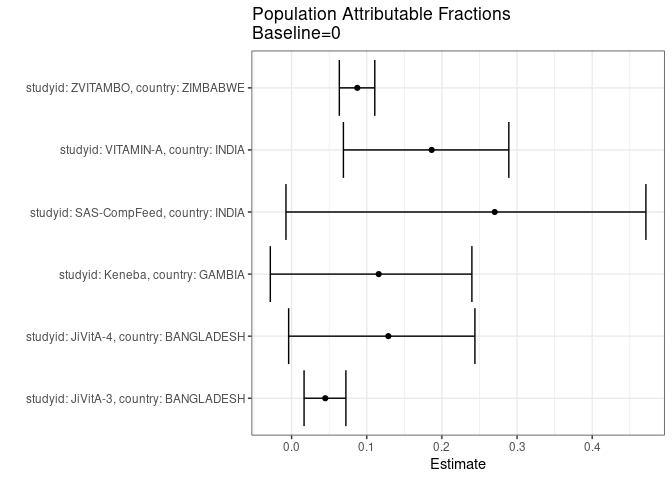 Population Attributable Fractions
Baseline=0
studyid: ZVITAMBO, country: ZIMBABWE
studyid: VITAMIN-A, country: INDIA
studyid: SAS-CompFeed, country: INDIA
studyid: Keneba, country: GAMBIA
studyid: JiVitA-4, country: BANGLADESH
studyid: JiVitA-3, country: BANGLADESH
0.0 0.1 0.2 0.3 0.4
Estimate